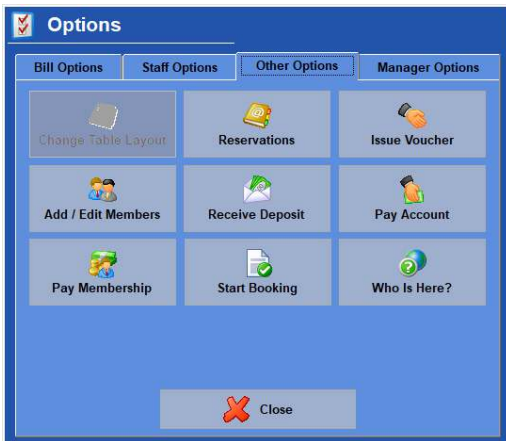 Options
Bill Options Staff Options Other Options Manager Options
Change Table Layout Reservations Issue Voucher
Add / Edit Members Receive Deposit Pay Account
Pay Membership Start Booking Who Is Here?
Close